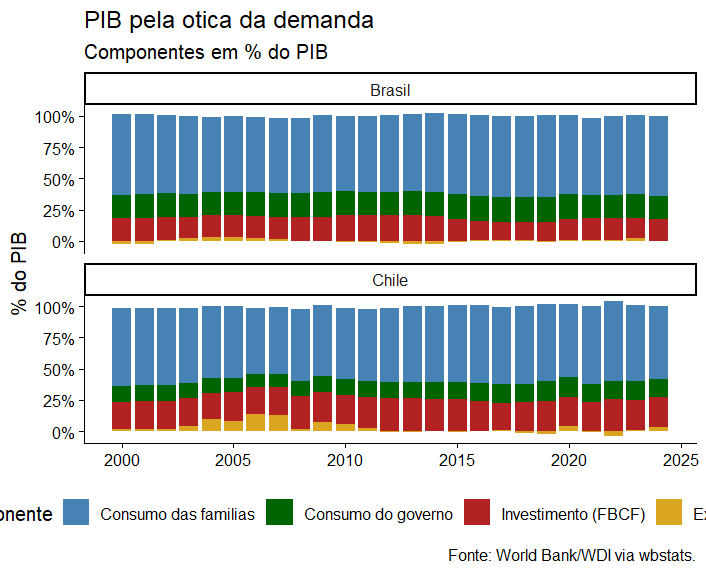 PIB pela otica da demanda
Componentes em % do PIB
Brasil
100%
75%
50%
25%
0%
% do PIB
Chile
100%
75%
50%
25%
0%
2000 2005 2010 2015 2020 2025
onente Consumo das familias Consumo do governo Investimento (FBCF) Ex
Fonte: World Bank/WDI via wbstats.